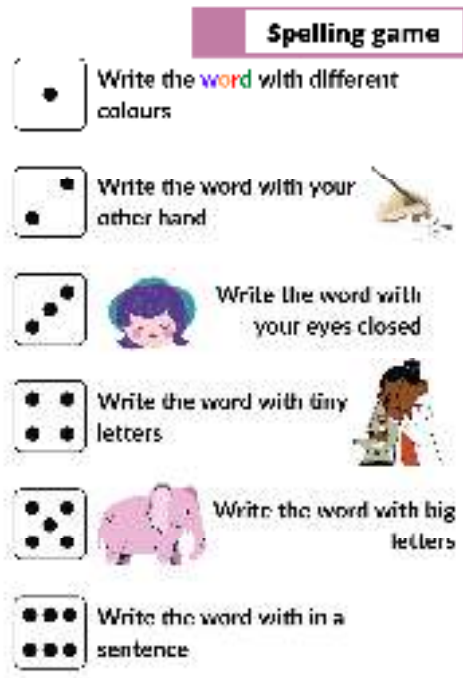 Spelling game
Write the word with different
colours
Write the word with your
other hand
Write the word with
your eyes closed
Write the word with tiny
letters
Write the word with big
letters
Write the word with in a
sentence